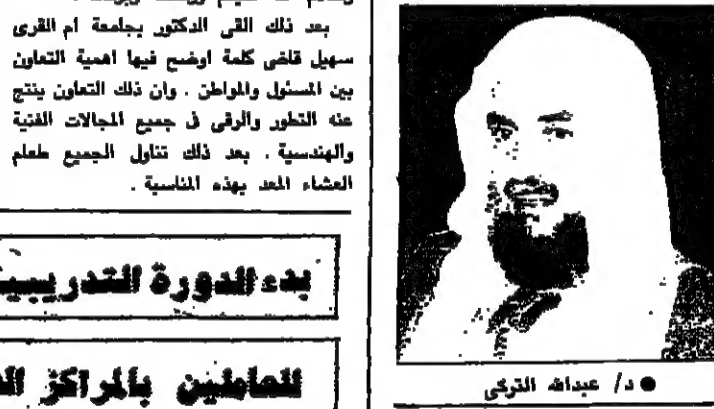 بعد ذلك القى الدكتور بجامعة ام القرى
سهيل قاضى كلمة اوضح فيها اهمية التعاون
بين المسئول والمواطن . وان ذلك التعاون ينتج
عنه التطور والرقى فى جميع المجالات الفنية
والهندسية . بعد ذلك تناول الجميع طعام
العشاء المعد بهذه المناسبة .
بدء الدورة التدريبية
للعاملين بالمراكز
● د/ عبدالله التركى